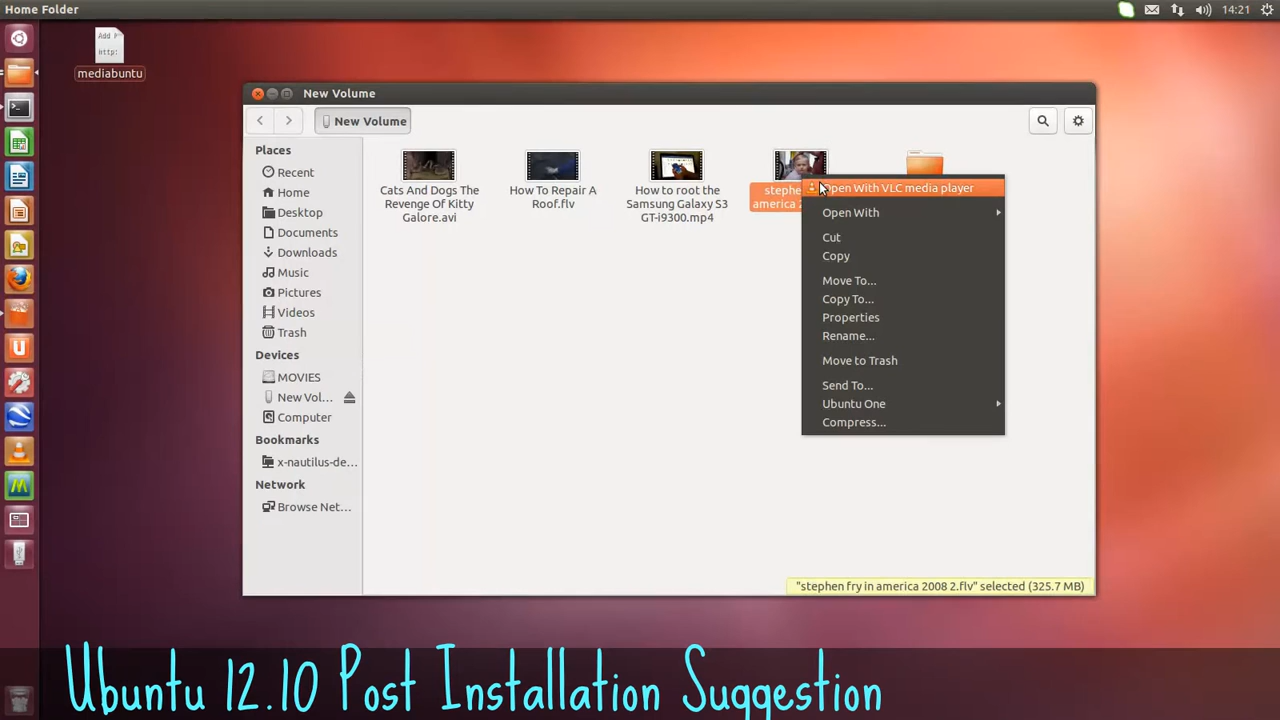 Home Folder
14:21
Add
http:
mediabuntu
New Volume
New Volume
Places
Recent
Home
Desktop
Documents
Downloads
Music
Pictures
Videos
Trash
Devices
MOVIES
New Vol...
Computer
Bookmarks
x-nautilus-de...
Network
Browse Net...
Cats And Dogs The
Revenge Of Kitty
Galore.avi
How To Repair A
Roof.flv
How to root the
Samsung Galaxy S3
GT-i9300.mp4
america 2
Open With VLC media player
Open With
Cut
Copy
Move To...
Copy To...
Properties
Rename...
Move to Trash
Send To...
Ubuntu One
Compress...
"stephen fry in america 2008 2.flv" selected (325.7 MB)
Ubuntu 12.10 Post Installation Suggestion